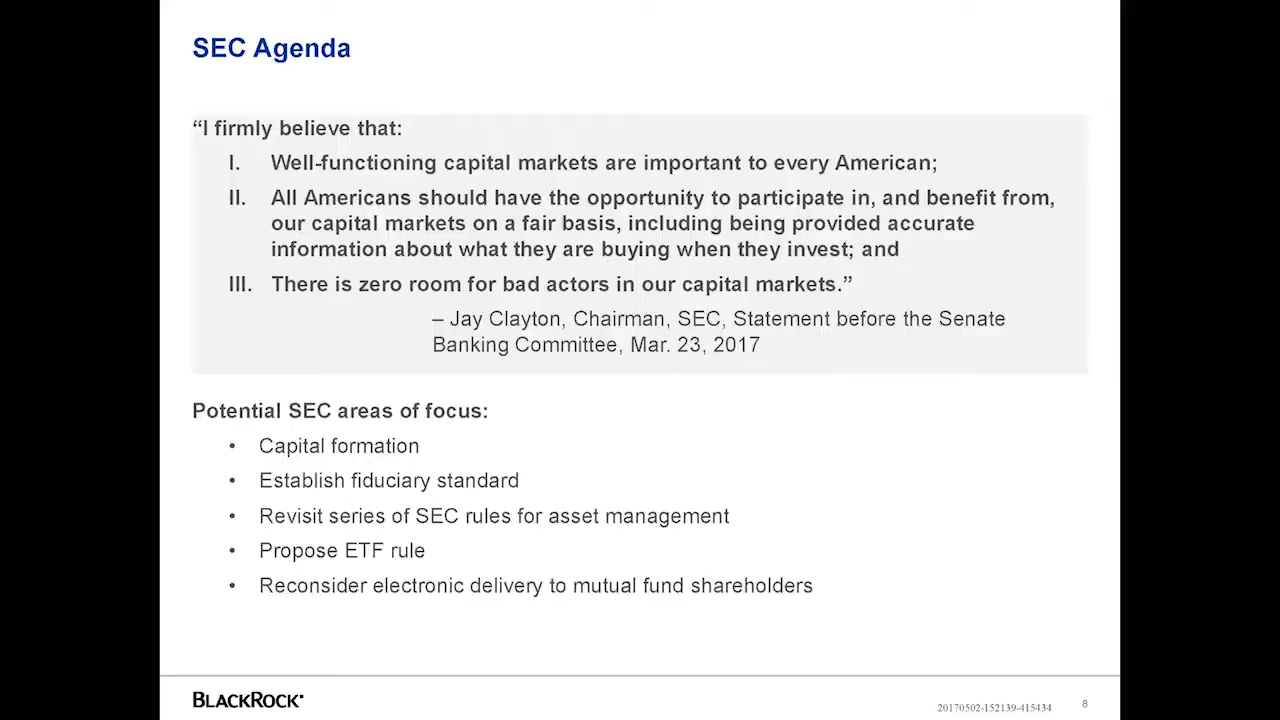 SEC Agenda
“I firmly believe that:
I. Well-functioning capital markets are important to every American;
II. All Americans should have the opportunity to participate in, and benefit from,
our capital markets on a fair basis, including being provided accurate
information about what they are buying when they invest; and
III. There is zero room for bad actors in our capital markets.”
– Jay Clayton, Chairman, SEC, Statement before the Senate
Banking Committee, Mar. 23, 2017
Potential SEC areas of focus:
• Capital formation
• Establish fiduciary standard
• Revisit series of SEC rules for asset management
• Propose ETF rule
• Reconsider electronic delivery to mutual fund shareholders
BLACKROCK
20170502-152139-415434
8